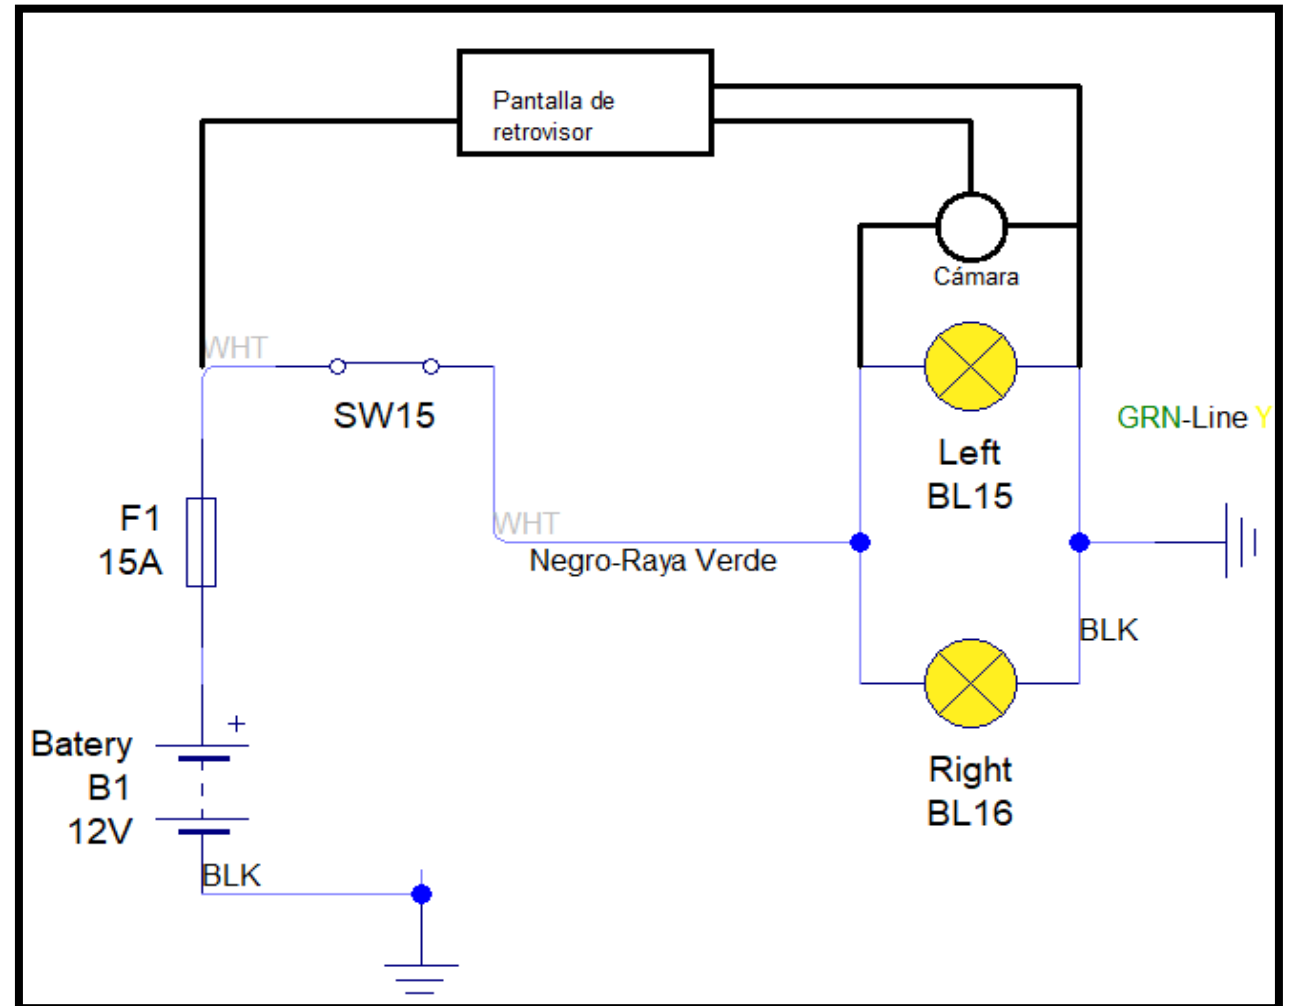 Pantalla de
retrovisor
Cámara
WHT
SW15
GRN-Line Y
Left
BL15
F1
15A
WHT
Negro-Raya Verde
BLK
Batery
B1
12V
+
Right
BL16
BLK